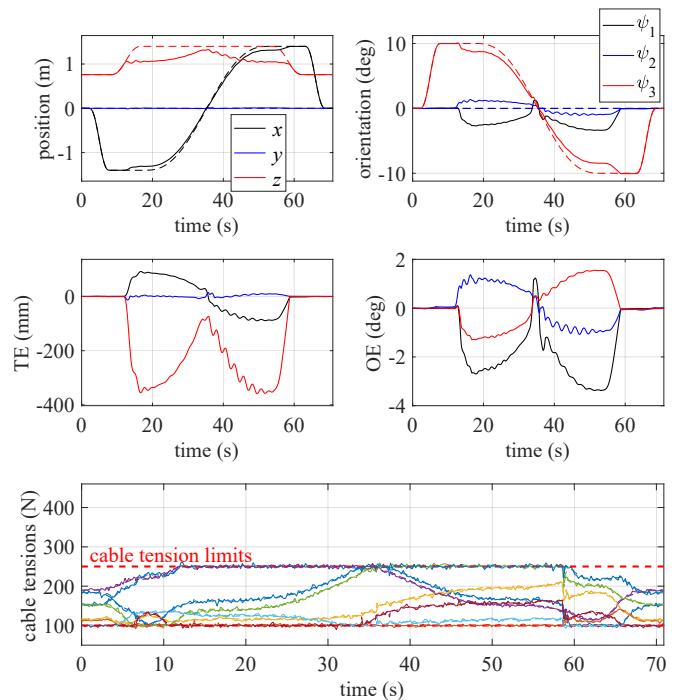 position (m)
1
0
-1
0
20
40
60
time (s)
x
y
z
orientation (deg)
10
0
-10
0
20
40
60
time (s)
ψ1
ψ2
ψ3
TE (mm)
0
-200
-400
0
20
40
60
time (s)
OE (deg)
2
0
-2
-4
0
20
40
60
time (s)
cable tensions (N)
400
300
200
100
cable tension limits
0
10
20
30
40
50
60
70
time (s)